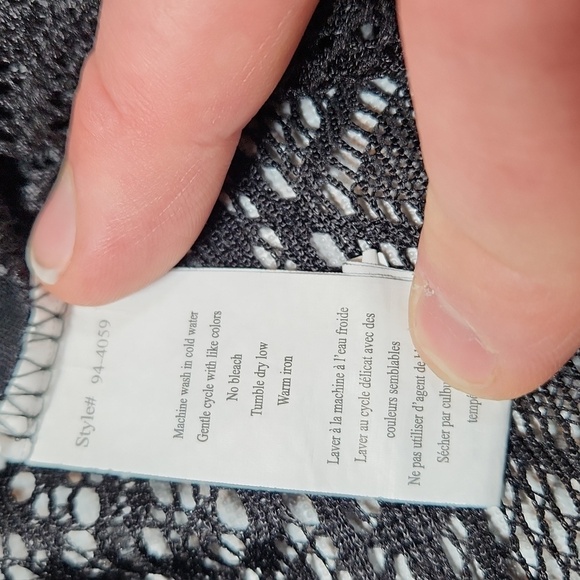 Style# 94-4059
Machine wash in cold water
Gentle cycle with like colors
No bleach
Tumble dry low
Warm iron
Laver à la machine à l'eau froide
Laver au cycle délicat avec des
couleurs semblables
Ne pas utiliser d'agent de
Sécher par